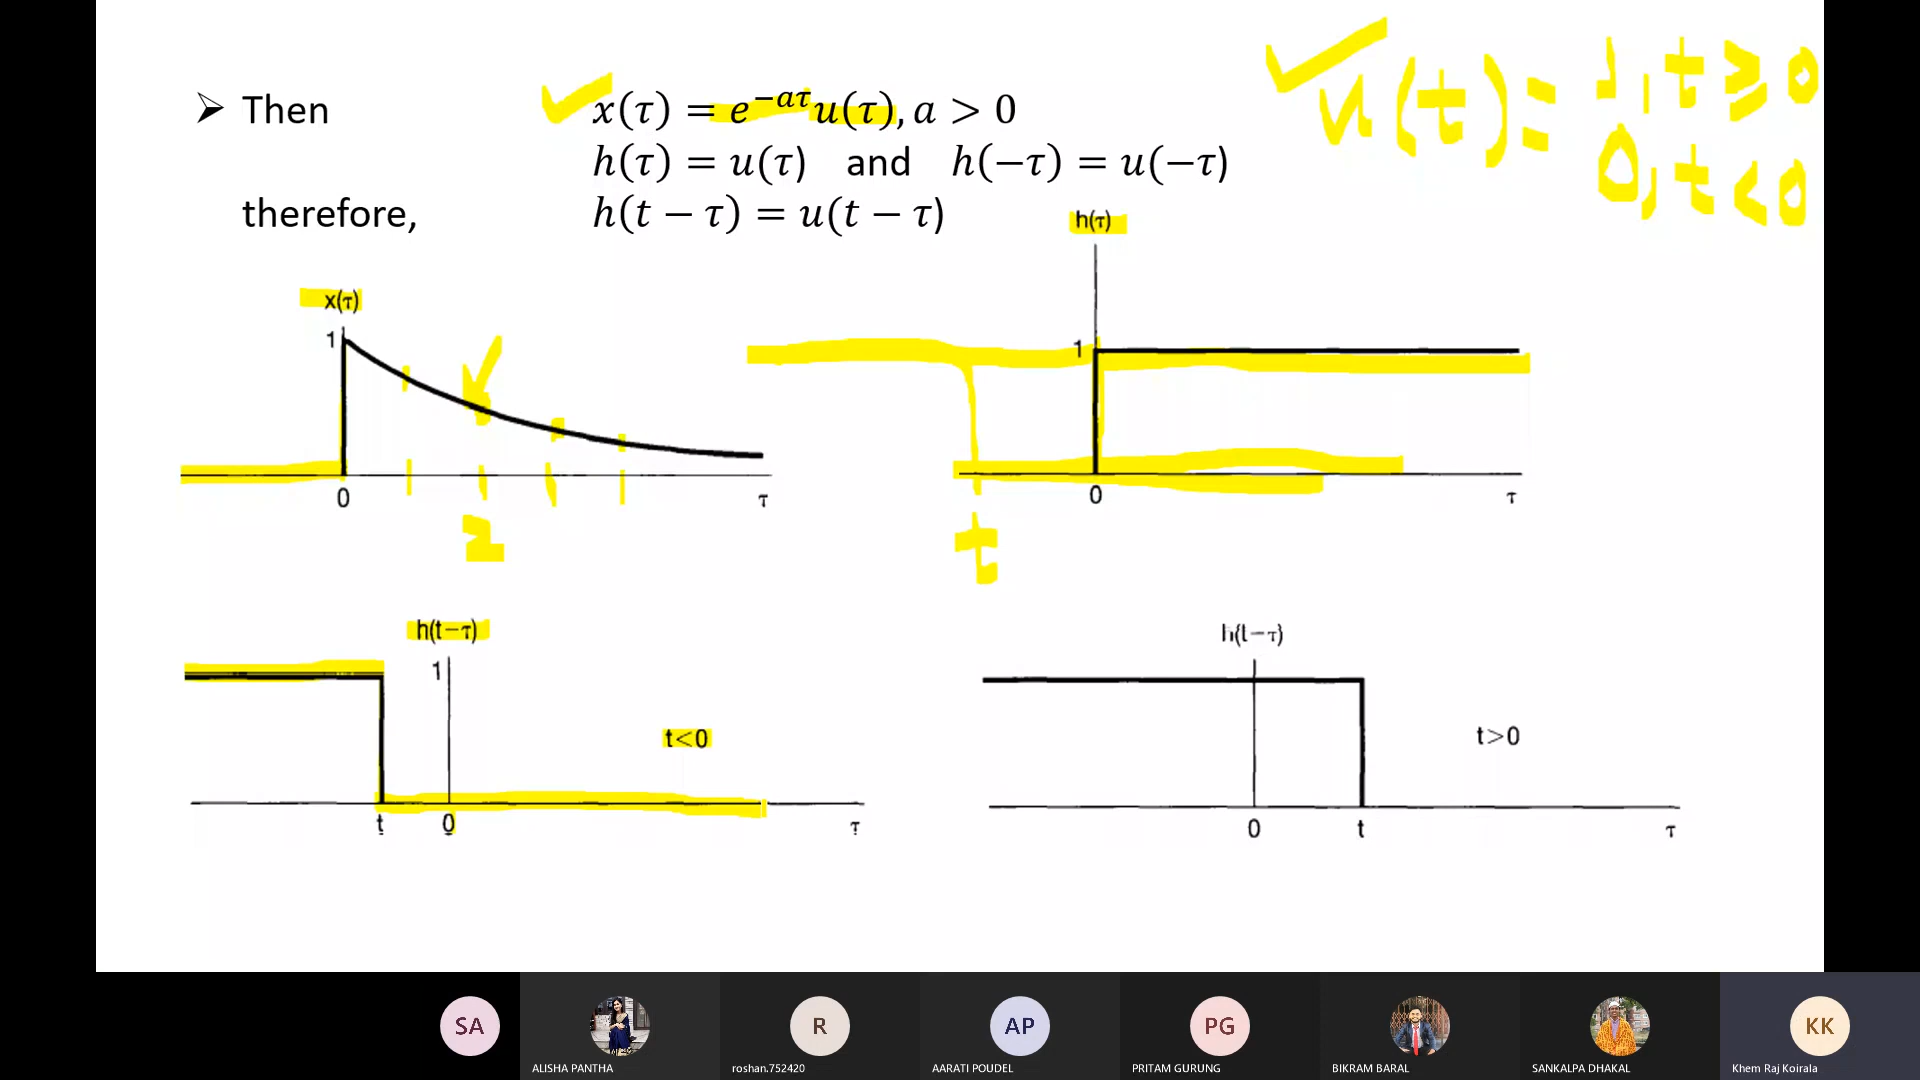 ➢ Then x(τ) = e^{−aτ}u(τ), a > 0
h(τ) = u(τ) and h(−τ) = u(−τ)
therefore, h(t − τ) = u(t − τ)
u(t) = 1, t ≥ 0
0, t < 0
x(τ)
1
0
τ
2
h(τ)
1
0
τ
t
h(t−τ)
1
t<0
t 0
τ
h(t−τ)
t>0
0 t
τ
SA
ALISHA PANTHA
R
roshan.752420
AP
AARATI POUDEL
PG
PRITAM GURUNG
BIKRAM BARAL
SANKALPA DHAKAL
KK
Khem Raj Koirala